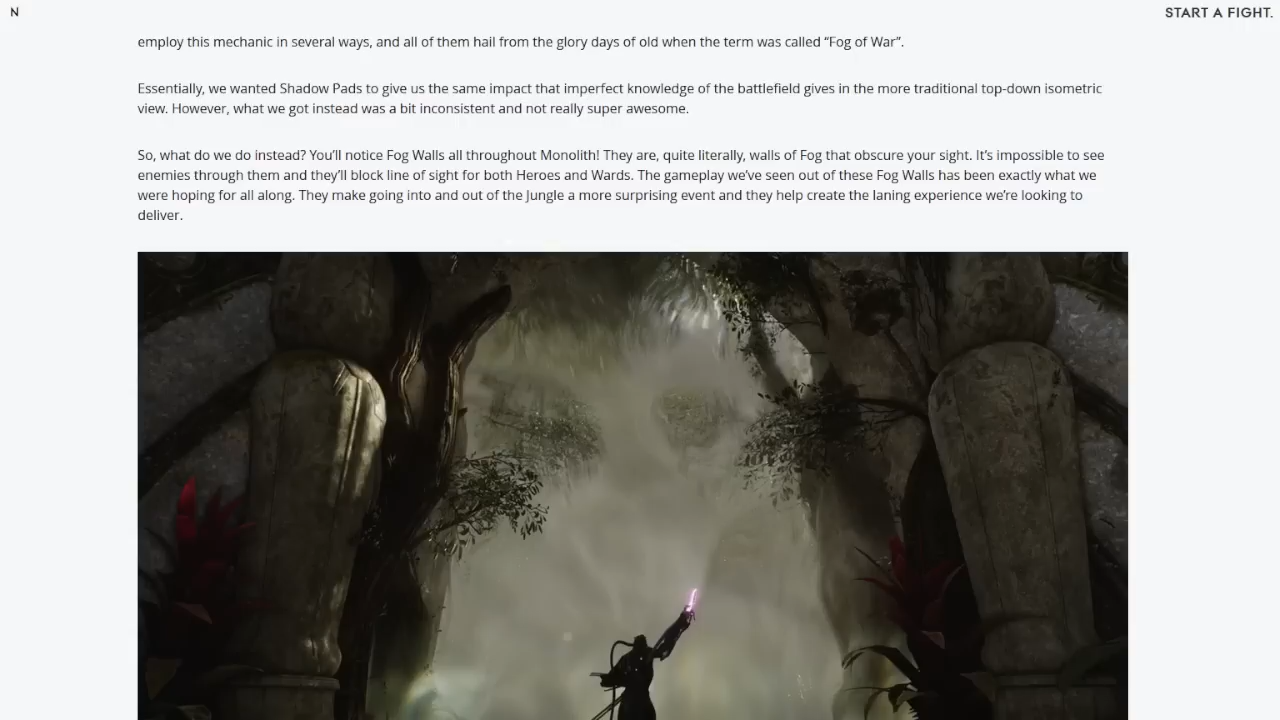 N
START A FIGHT.
employ this mechanic in several ways, and all of them hail from the glory days of old when the term was called “Fog of War”.
Essentially, we wanted Shadow Pads to give us the same impact that imperfect knowledge of the battlefield gives in the more traditional top-down isometric
view. However, what we got instead was a bit inconsistent and not really super awesome.
So, what do we do instead? You’ll notice Fog Walls all throughout Monolith! They are, quite literally, walls of Fog that obscure your sight. It’s impossible to see
enemies through them and they’ll block line of sight for both Heroes and Wards. The gameplay we’ve seen out of these Fog Walls has been exactly what we
were hoping for all along. They make going into and out of the Jungle a more surprising event and they help create the laning experience we’re looking to
deliver.